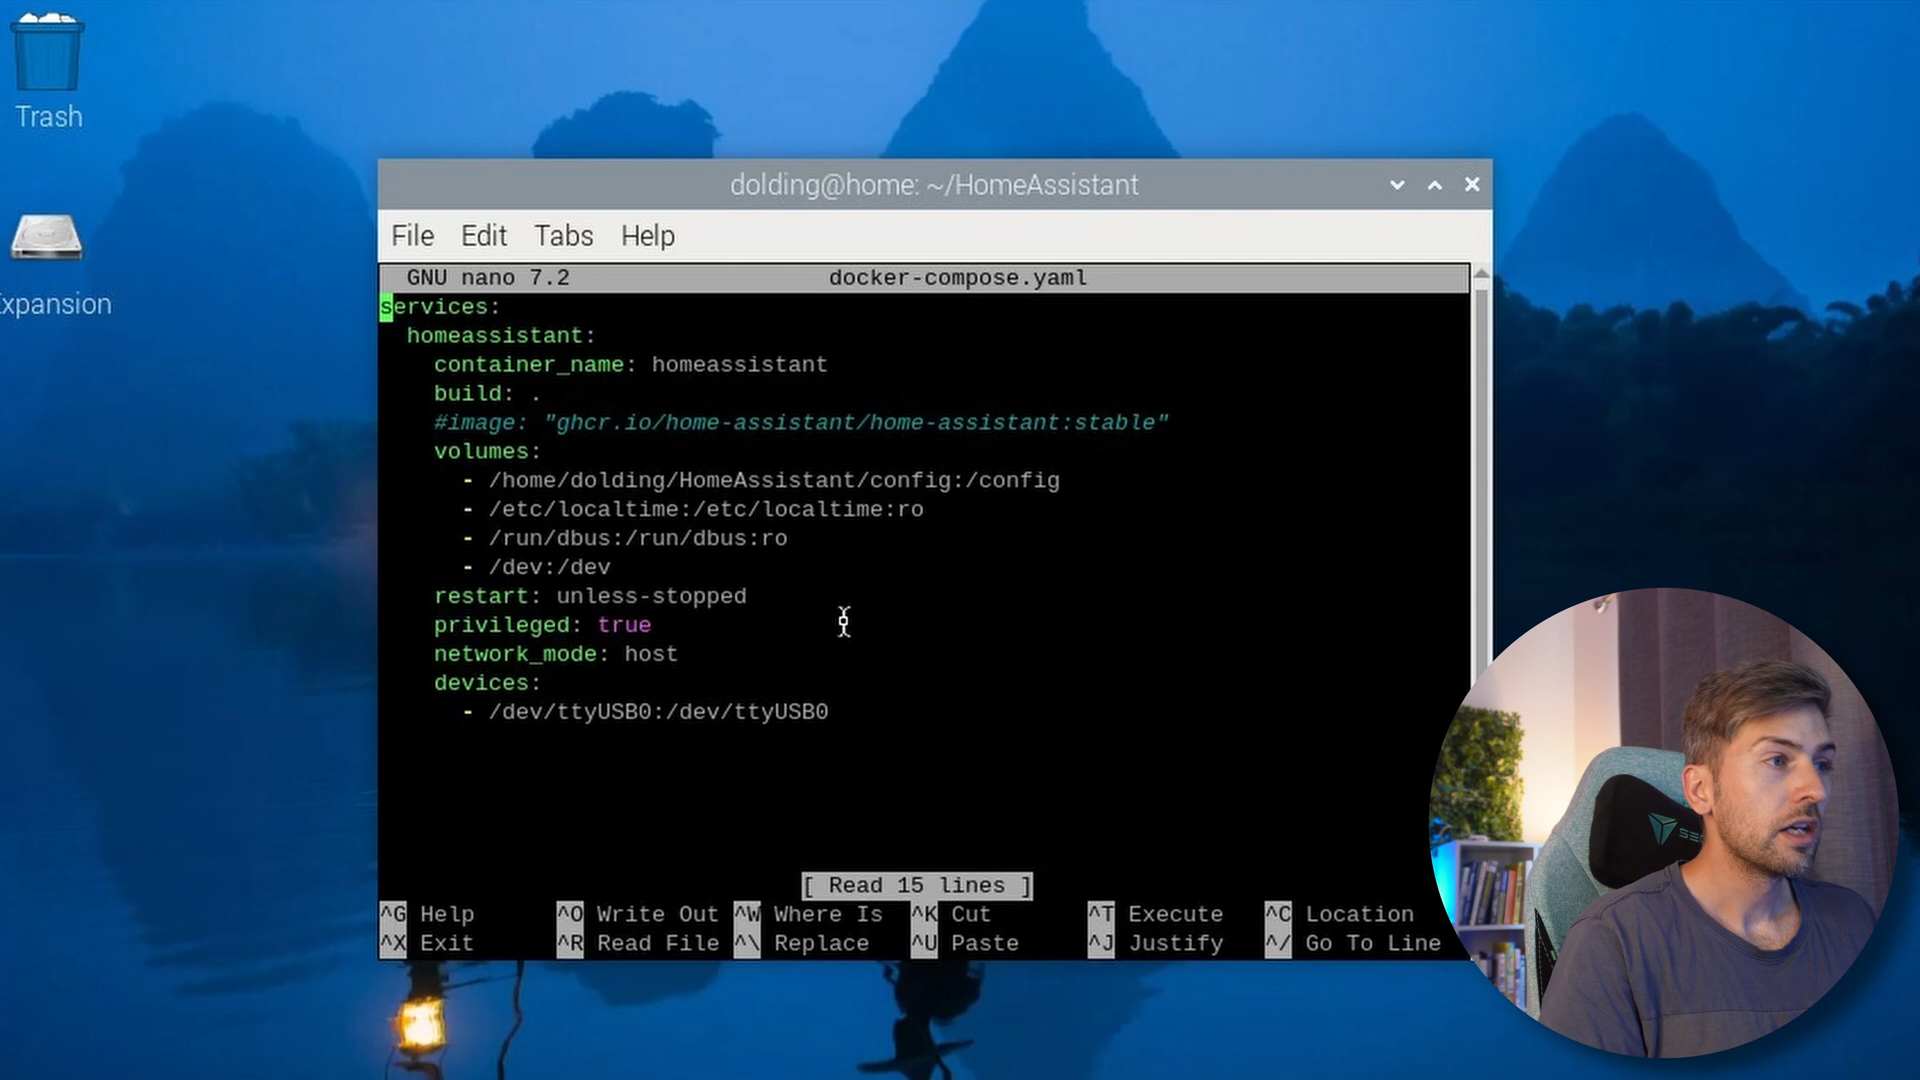 Trash
Expansion
dolding@home: ~/HomeAssistant
File Edit Tabs Help
GNU nano 7.2 docker-compose.yaml
services:
  homeassistant:
    container_name: homeassistant
    build: .
    #image: "ghcr.io/home-assistant/home-assistant:stable"
    volumes:
      - /home/dolding/HomeAssistant/config:/config
      - /etc/localtime:/etc/localtime:ro
      - /run/dbus:/run/dbus:ro
      - /dev:/dev
    restart: unless-stopped
    privileged: true
    network_mode: host
    devices:
      - /dev/ttyUSB0:/dev/ttyUSB0
[ Read 15 lines ]
^G Help ^O Write Out ^W Where Is ^K Cut ^T Execute ^C Location
^X Exit ^R Read File ^\ Replace ^U Paste ^J Justify ^/ Go To Line